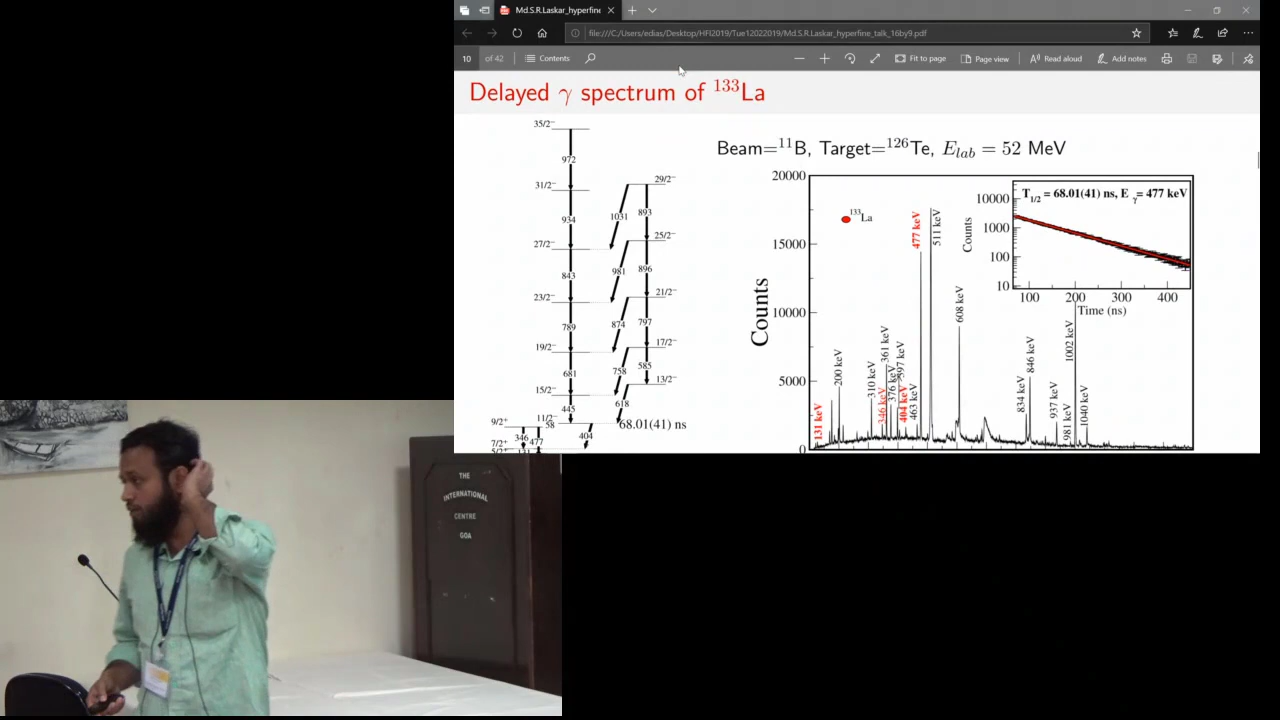 Md.S.R.Laskar_hyperfine
file:///C:/Users/edias/Desktop/HFI2019/Tue12022019/Md.S.R.Laskar_hyperfine_talk_16by9.pdf
10 of 42 Contents Fit to page Page view Read aloud Add notes
Delayed γ spectrum of ¹³³La
Beam=¹¹B, Target=¹²⁶Te, E_lab = 52 MeV
35/2⁻
972
31/2⁻
934
27/2⁻
843
23/2⁻
789
19/2⁻
681
15/2⁻
445
11/2⁻
58
29/2⁻
1031
893
25/2⁻
981
896
21/2⁻
874
797
17/2⁻
758
585
13/2⁻
618
68.01(41) ns
404
9/2⁺
346
477
7/2⁺
131
5/2⁺
Counts
20000
15000
10000
5000
0
¹³³La
131 keV
200 keV
310 keV
346 keV
361 keV
376 keV
397 keV
404 keV
463 keV
477 keV
511 keV
608 keV
834 keV
846 keV
937 keV
981 keV
1002 keV
1040 keV
T₁/₂ = 68.01(41) ns, E_γ = 477 keV
Counts
10000
1000
100
10
100 200 300 400
Time (ns)
THE
INTERNATIONAL
CENTRE
GOA